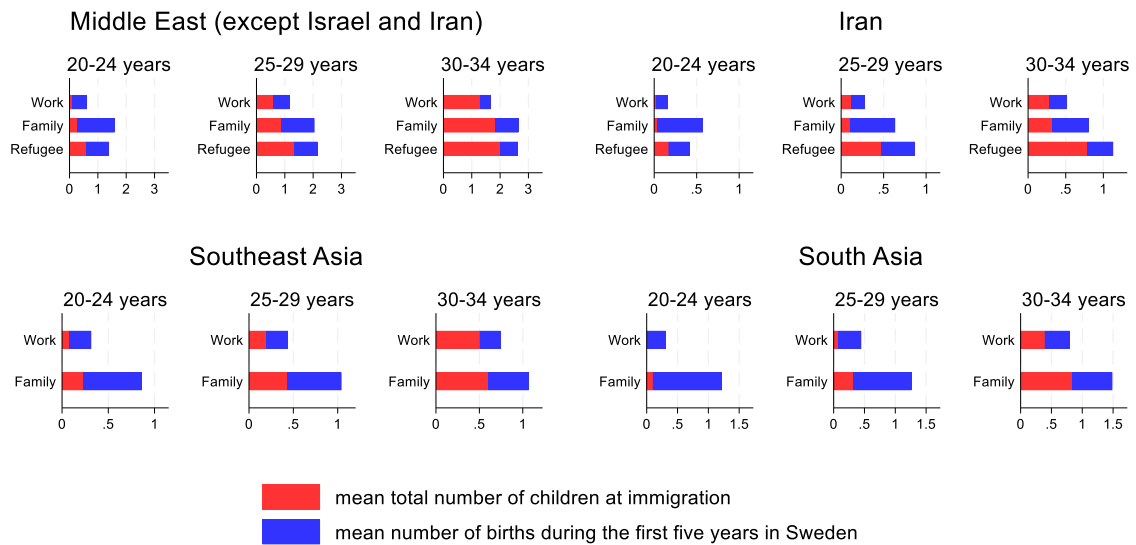 Middle East (except Israel and Iran)
Iran
20-24 years
25-29 years
30-34 years
20-24 years
25-29 years
30-34 years
Work
Family
Refugee
0 1 2 3
Work
Family
Refugee
0 1 2 3
Work
Family
Refugee
0 1 2 3
Work
Family
Refugee
0 .5 1
Work
Family
Refugee
0 .5 1
Work
Family
Refugee
0 .5 1
Southeast Asia
South Asia
20-24 years
25-29 years
30-34 years
20-24 years
25-29 years
30-34 years
Work
Family
0 .5 1
Work
Family
0 .5 1
Work
Family
0 .5 1
Work
Family
0 .5 1 1.5
Work
Family
0 .5 1 1.5
Work
Family
0 .5 1 1.5
mean total number of children at immigration
mean number of births during the first five years in Sweden